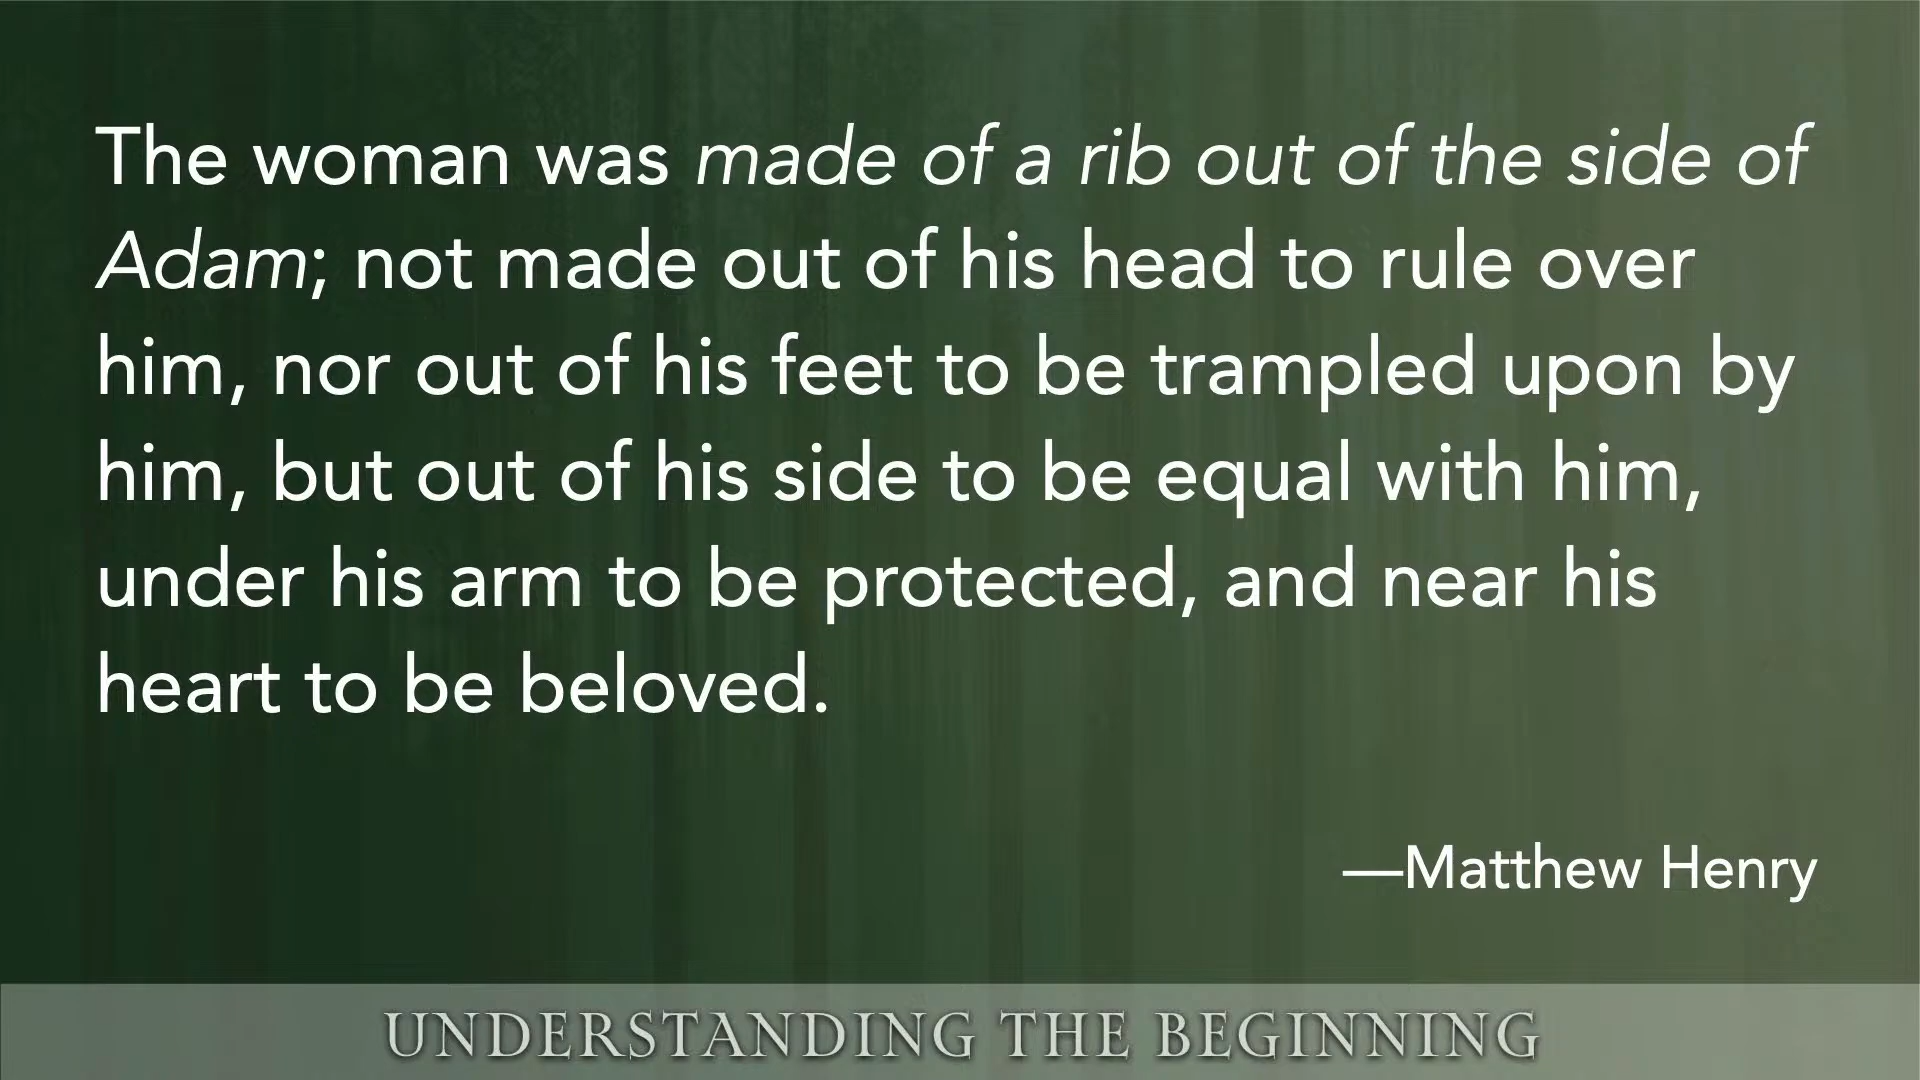 The woman was made of a rib out of the side of
Adam; not made out of his head to rule over
him, nor out of his feet to be trampled upon by
him, but out of his side to be equal with him,
under his arm to be protected, and near his
heart to be beloved.
—Matthew Henry
UNDERSTANDING THE BEGINNING